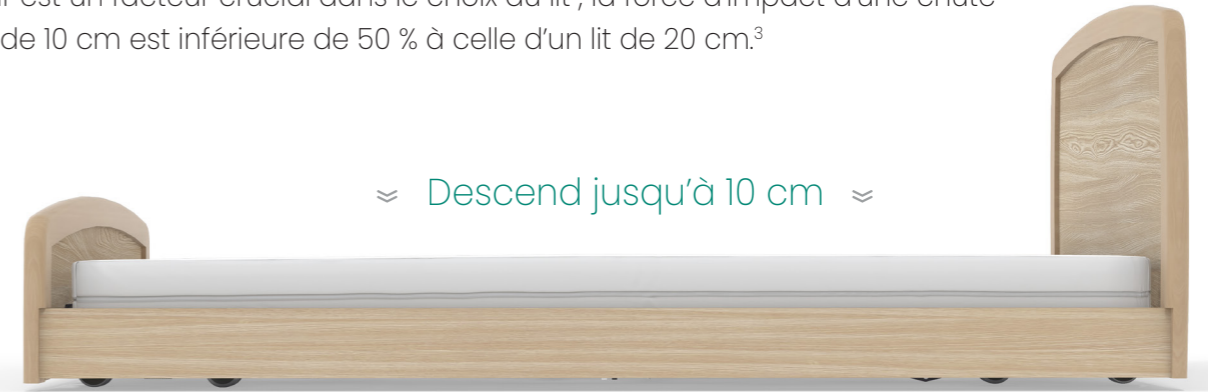 est un facteur crucial dans le choix du lit ; la force d'impact d'une chute
de 10 cm est inférieure de 50 % à celle d'un lit de 20 cm.³
Descend jusqu'à 10 cm